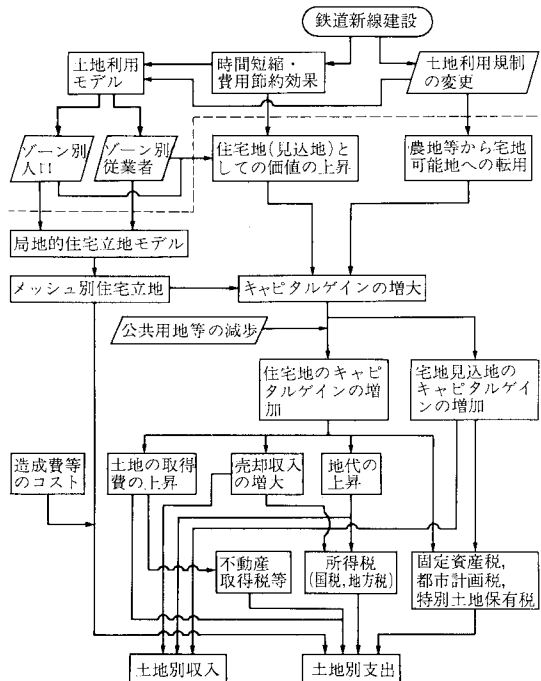 鉄道新線建設
土地利用
モデル
時間短縮・
費用節約効果
土地利用規制
の変更
ゾーン別
人口
ゾーン別
従業者
住宅地(見込地)と
しての価値の上昇
農地等から宅地
可能地への転用
局地的住宅立地モデル
メッシュ別住宅立地
キャピタルゲインの増大
公共用地等の減歩
住宅地のキャピ
タルゲインの増
加
宅地見込地の
キャピタルゲイ
ンの増加
造成費等
のコスト
土地の取得
費の上昇
売却収入
の増大
地代の
上昇
不動産
取得税等
所得税
(国税,地方税)
固定資産税,
都市計画税,
特別土地保有税
土地別収入
土地別支出